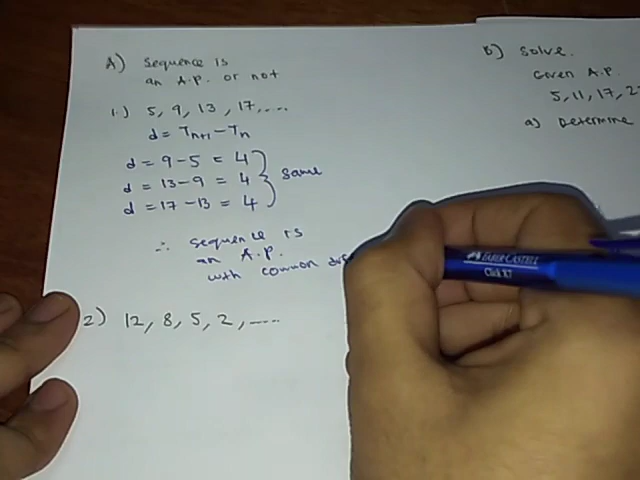 A) Sequence is
an A.P. or not
1.) 5, 9, 13, 17,....
d = Tn+1 - Tn
d = 9 - 5 = 4
d = 13 - 9 = 4
d = 17 - 13 = 4
same
∴ sequence is
an A.P.
with common
2) 12, 8, 5, 2, ....
B) Solve.
Given A.P.
5, 11, 17,
a) Determine
FABER-CASTELL
Click X7